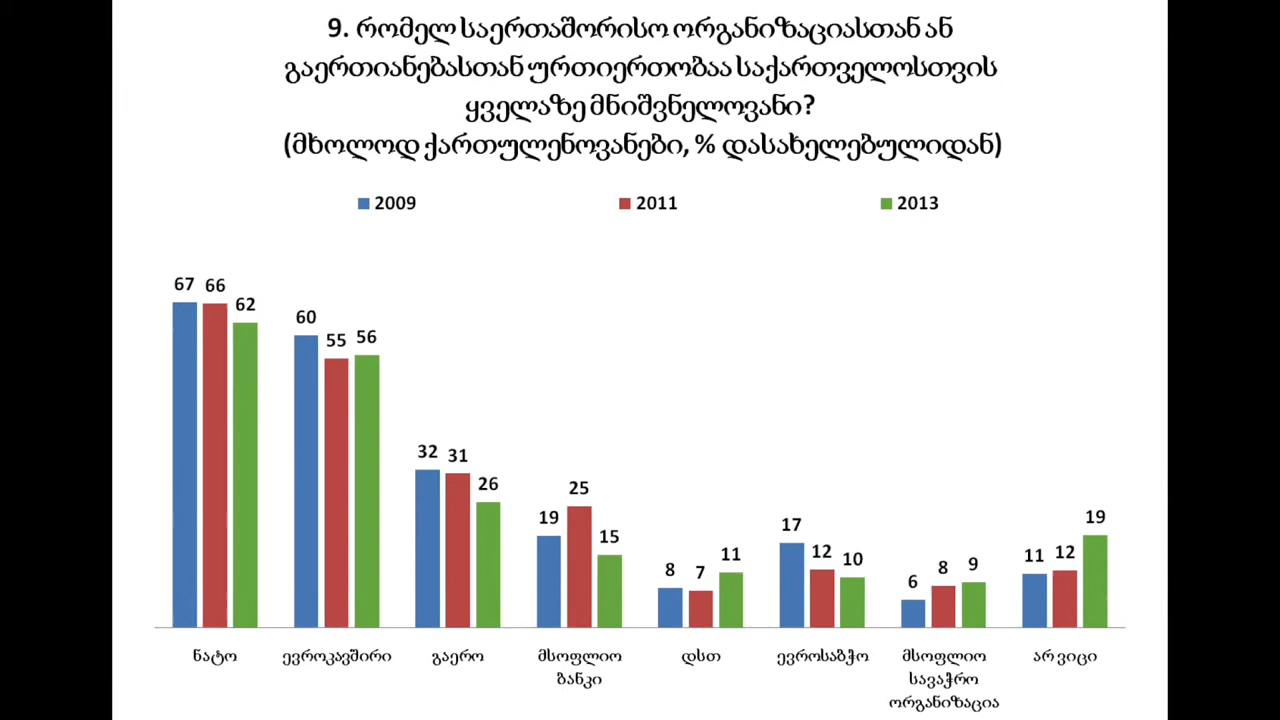 9. რომელ საერთაშორისო ორგანიზაციასთან ან
გაერთიანებასთან ურთიერთობაა საქართველოსთვის
ყველაზე მნიშვნელოვანი?
(მხოლოდ ქართულენოვანები, % დასახელებულიდან)
2009 2011 2013
67 66 62 60 55 56 32 31 26 19 25 15 8 7 11 17 12 10 6 8 9 11 12 19
ნატო ევროკავშირი გაერო მსოფლიო დსთ ევროსაბჭო მსოფლიო არ ვიცი
ბანკი სავაჭრო
ორგანიზაცია